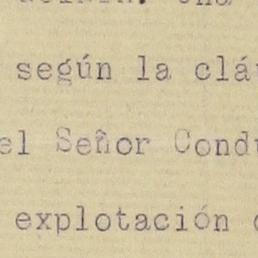 según la clá
el Señor Cond
explotación